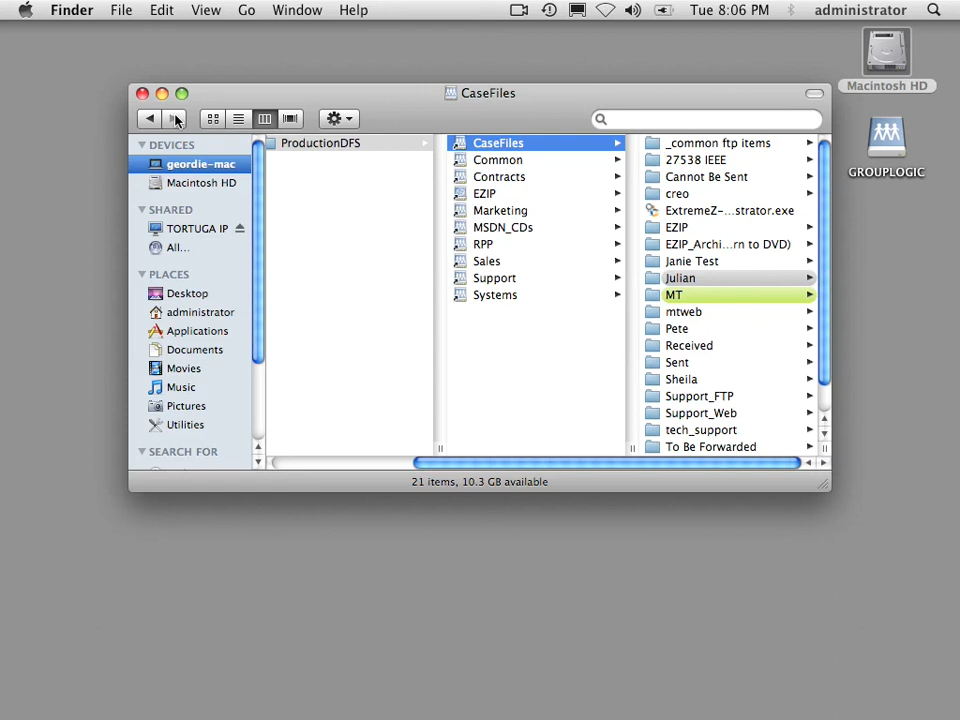 Finder File Edit View Go Window Help Tue 8:06 PM administrator
Macintosh HD
GROUPLOGIC
CaseFiles
DEVICES
geordie-mac
Macintosh HD
SHARED
TORTUGA IP
All...
PLACES
Desktop
administrator
Applications
Documents
Movies
Music
Pictures
Utilities
SEARCH FOR
ProductionDFS
CaseFiles
Common
Contracts
EZIP
Marketing
MSDN_CDs
RPP
Sales
Support
Systems
_common ftp items
27538 IEEE
Cannot Be Sent
creo
ExtremeZ-...strator.exe
EZIP
EZIP_Archi...rn to DVD)
Janie Test
Julian
MT
mtweb
Pete
Received
Sent
Sheila
Support_FTP
Support_Web
tech_support
To Be Forwarded
21 items, 10.3 GB available